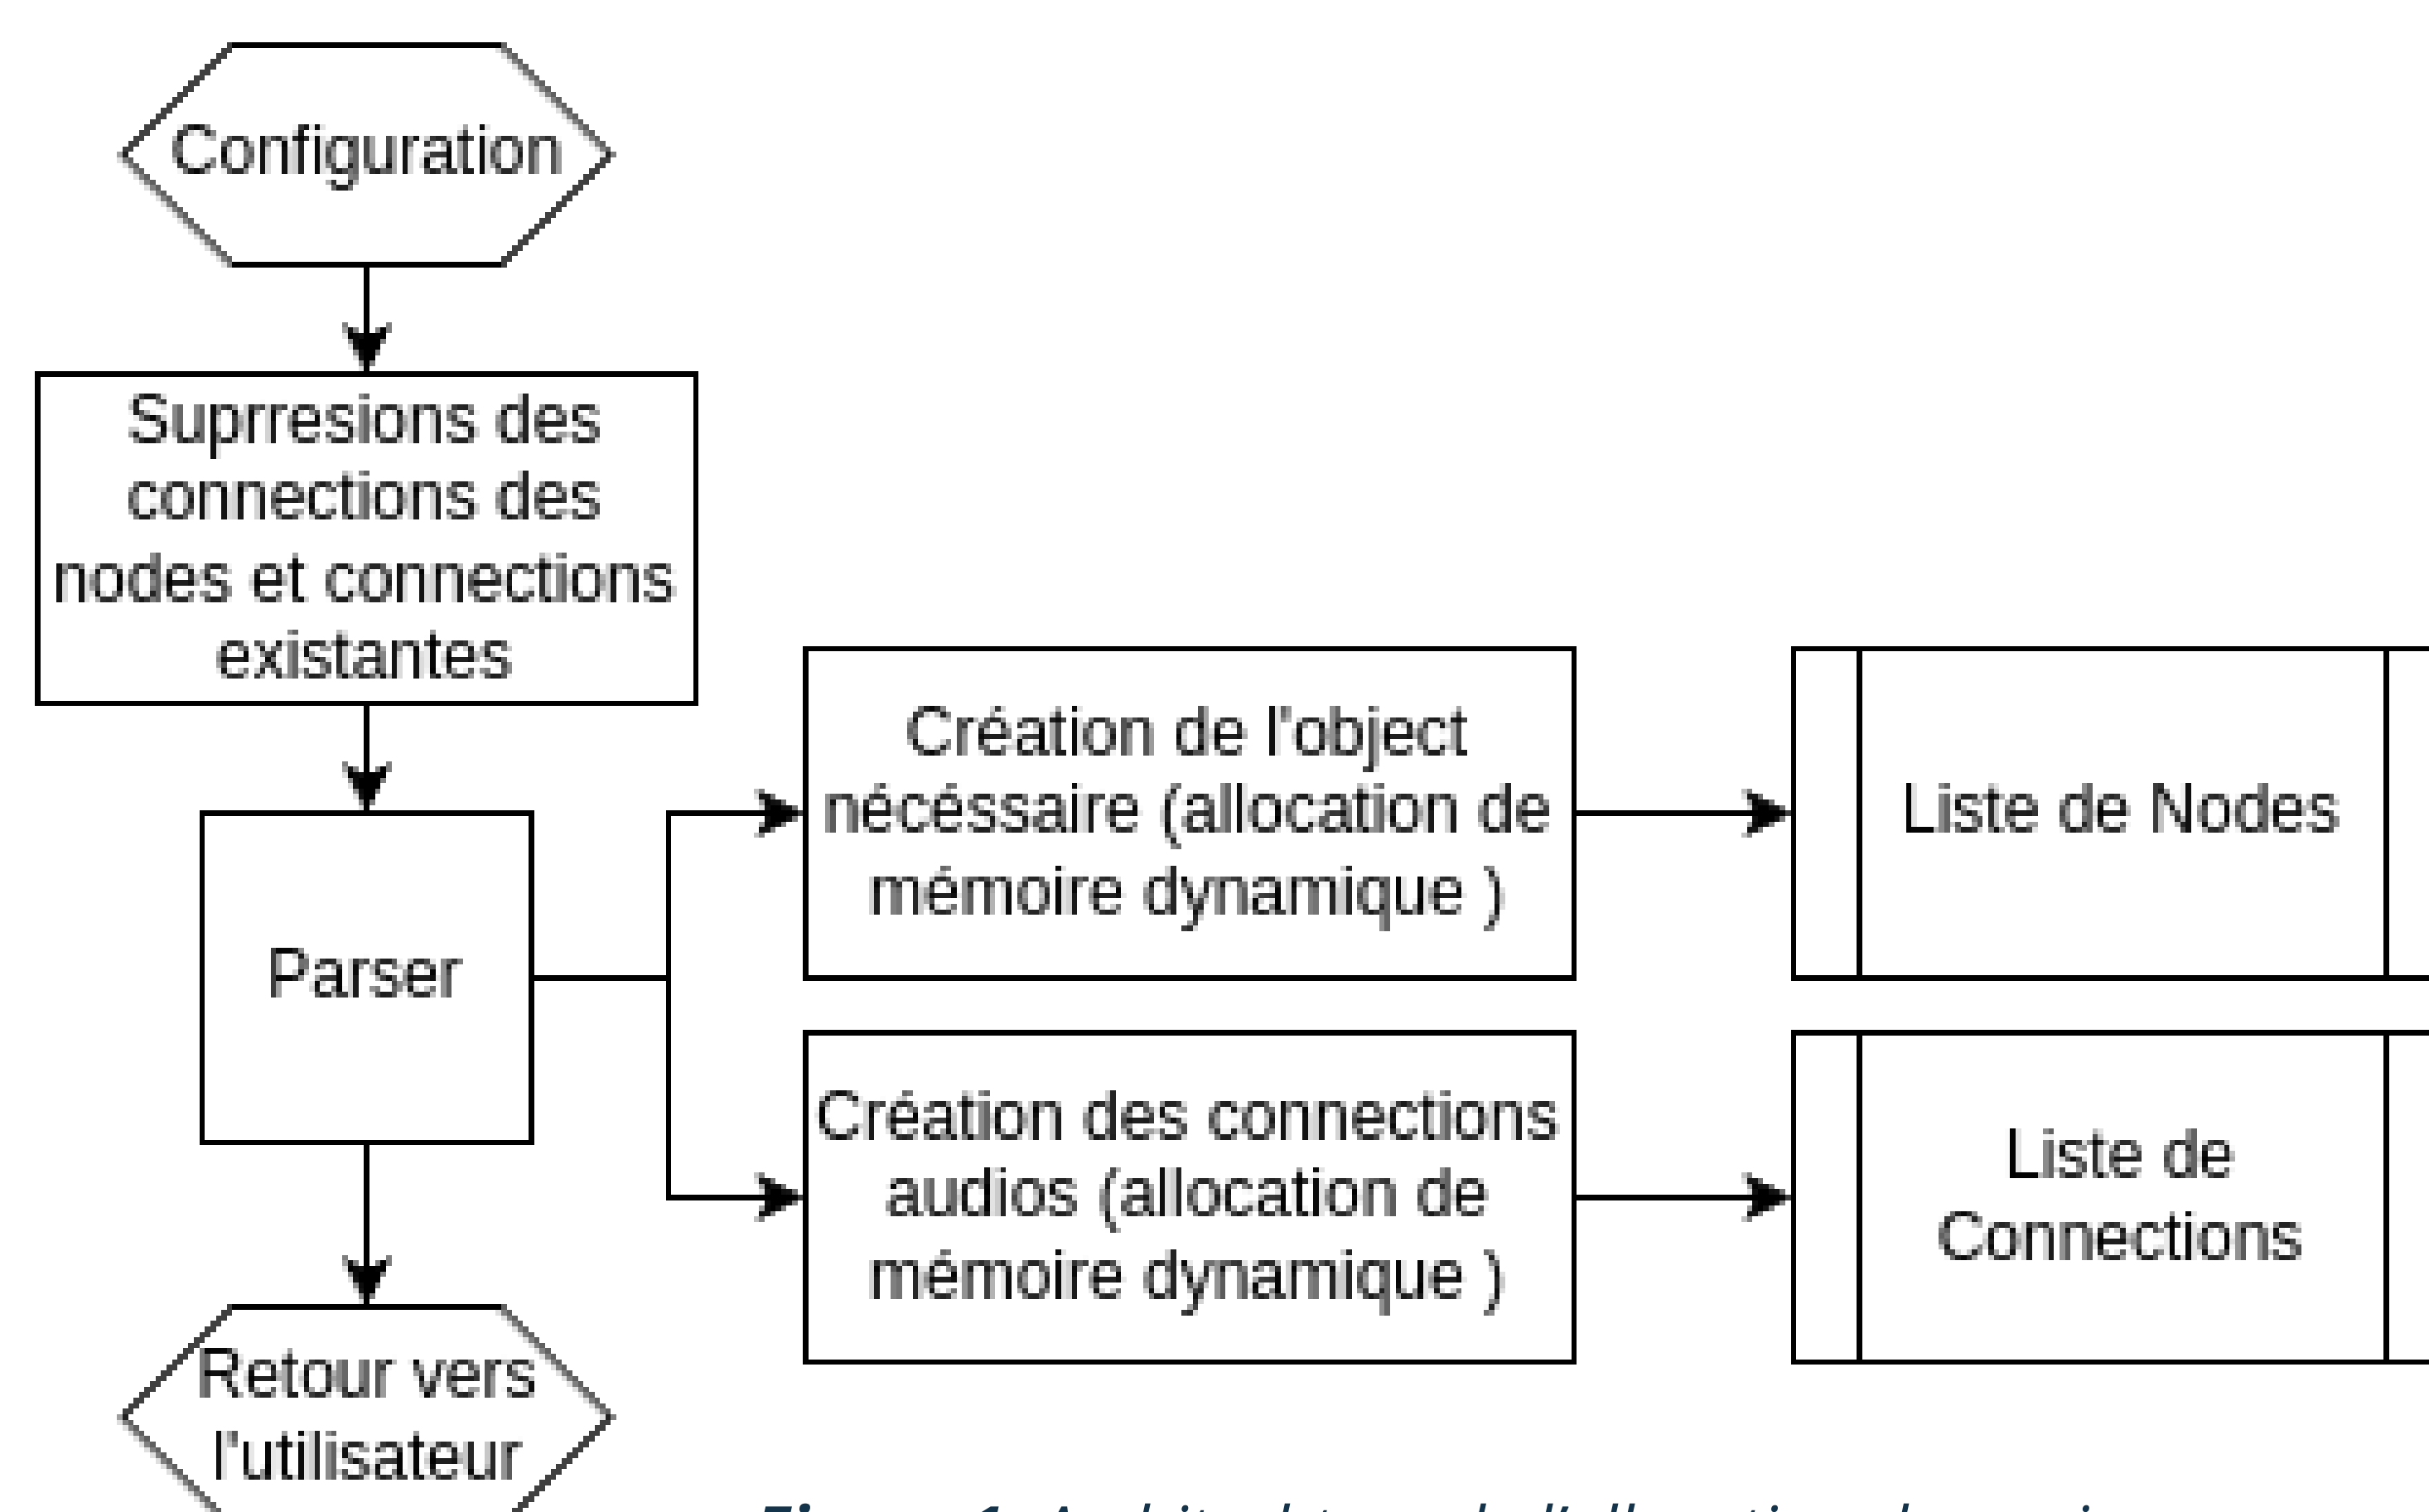 Configuration
Suprresions des
connections des
nodes et connections
existantes
Création de l'object
nécéssaire (allocation de
mémoire dynamique )
Liste de Nodes
Parser
Création des connections
audios (allocation de
mémoire dynamique )
Liste de
Connections
Retour vers
l'utilisateur